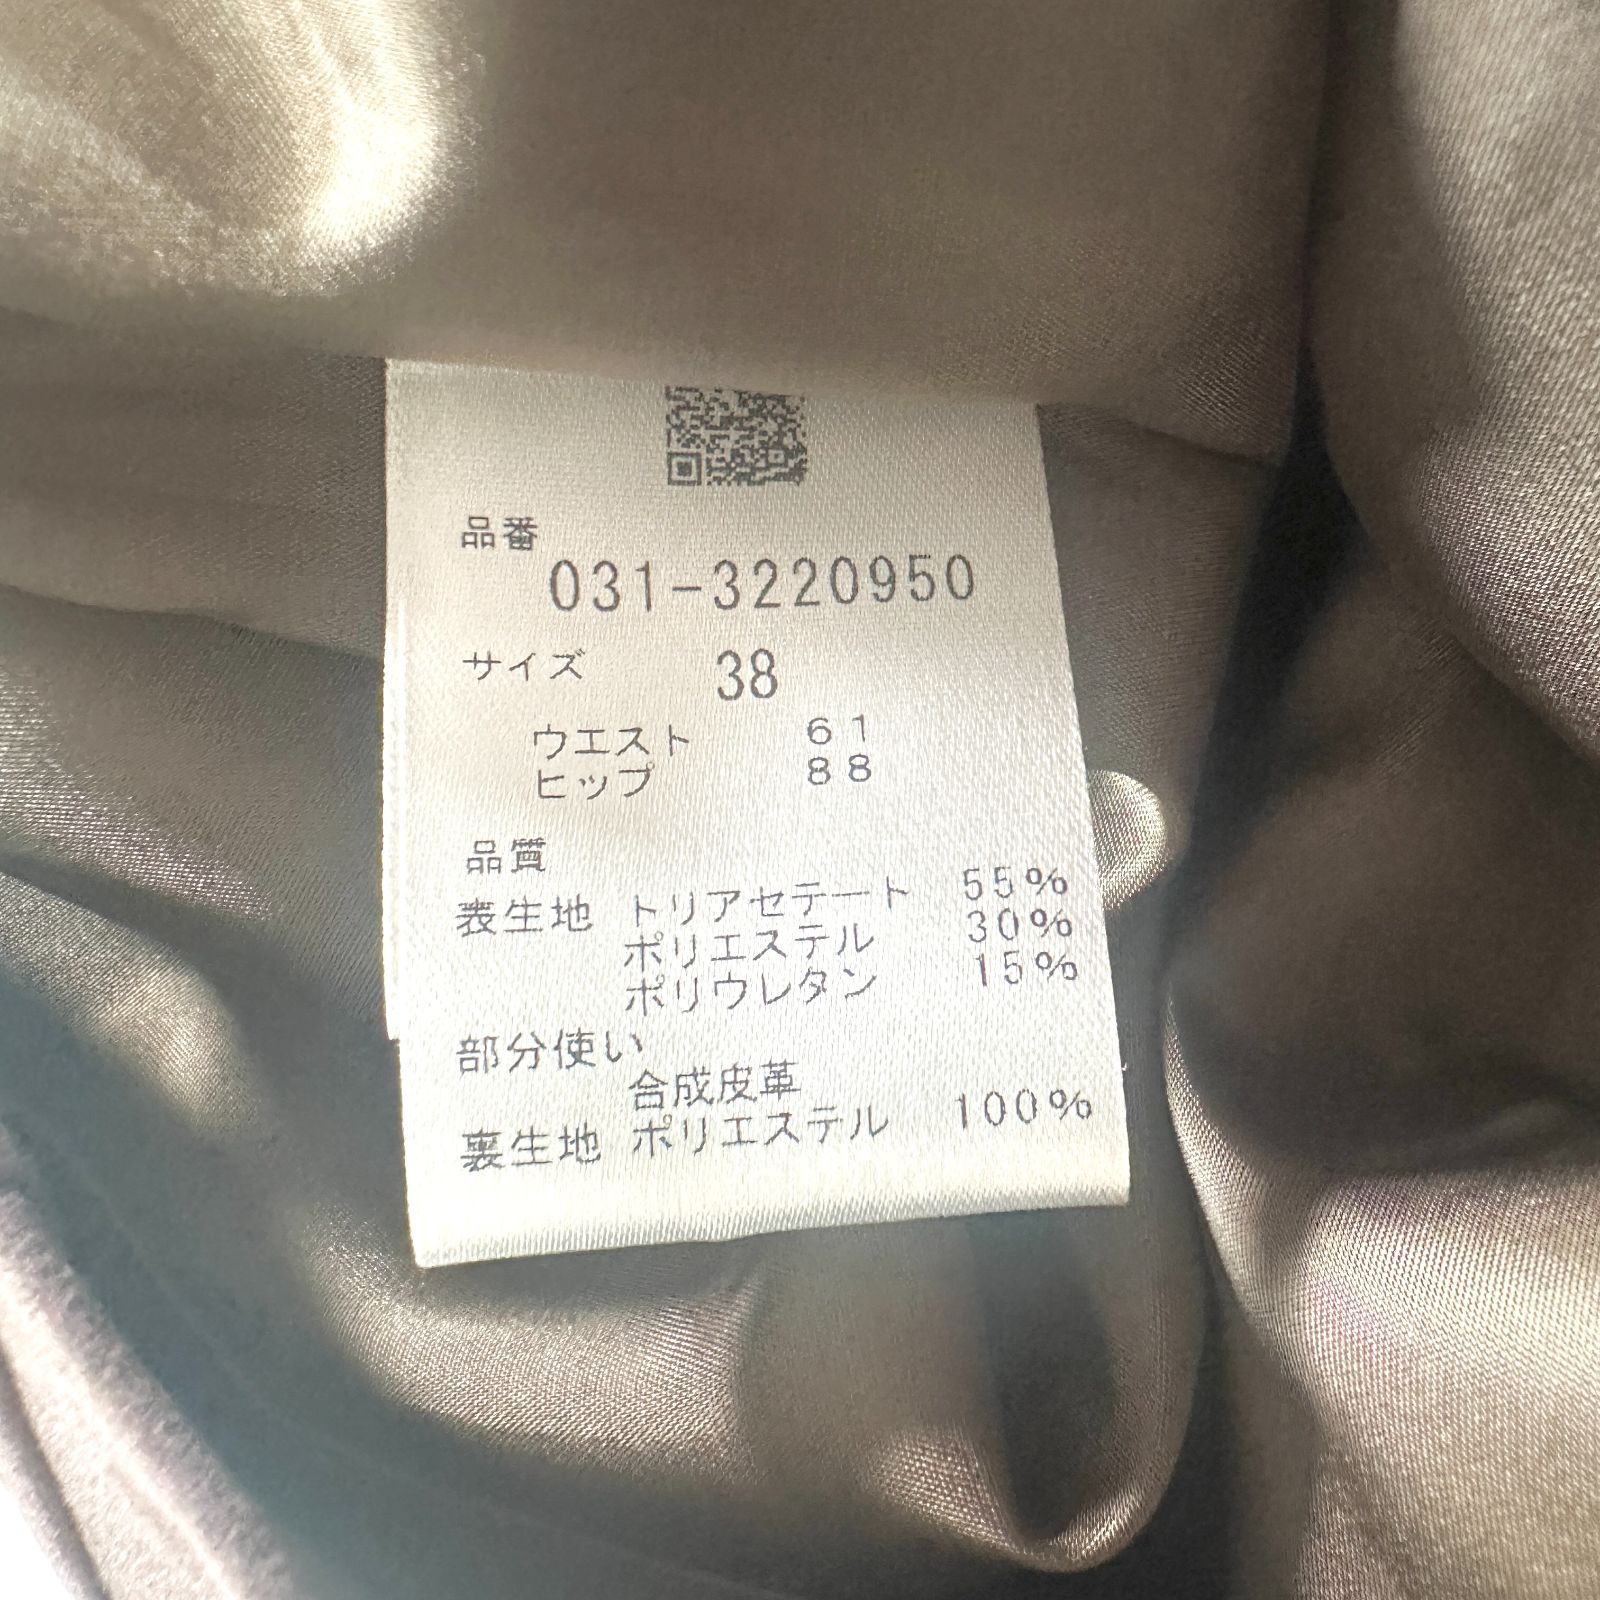 品番
031-3220950
サイズ 38
ウエスト 61
ヒップ 88
品質
表生地 トリアセテート 55%
ポリエステル 30%
ポリウレタン 15%
部分使い
合成皮革
裏生地 ポリエステル 100%